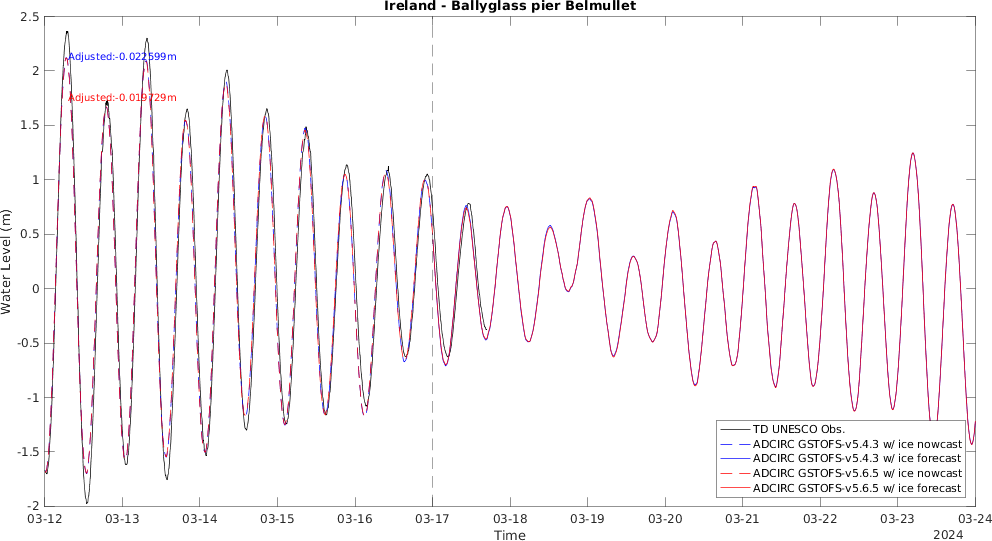 Ireland - Ballyglass pier Belmullet
Adjusted:-0.022599m
Adjusted:-0.019729m
Water Level (m)
2.5
2
1.5
1
0.5
0
-0.5
-1
-1.5
-2
TD UNESCO Obs.
ADCIRC GSTOFS-v5.4.3 w/ ice nowcast
ADCIRC GSTOFS-v5.4.3 w/ ice forecast
ADCIRC GSTOFS-v5.6.5 w/ ice nowcast
ADCIRC GSTOFS-v5.6.5 w/ ice forecast
03-12 03-13 03-14 03-15 03-16 03-17 03-18 03-19 03-20 03-21 03-22 03-23 03-24
Time
2024